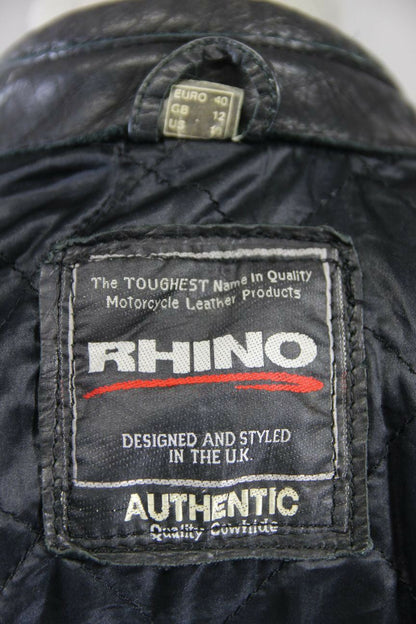 EURO 40
GB 12
US
The TOUGHEST Name In Quality
Motorcycle Leather Products
RHINO
DESIGNED AND STYLED
IN THE U.K.
AUTHENTIC
Quality Cowhide